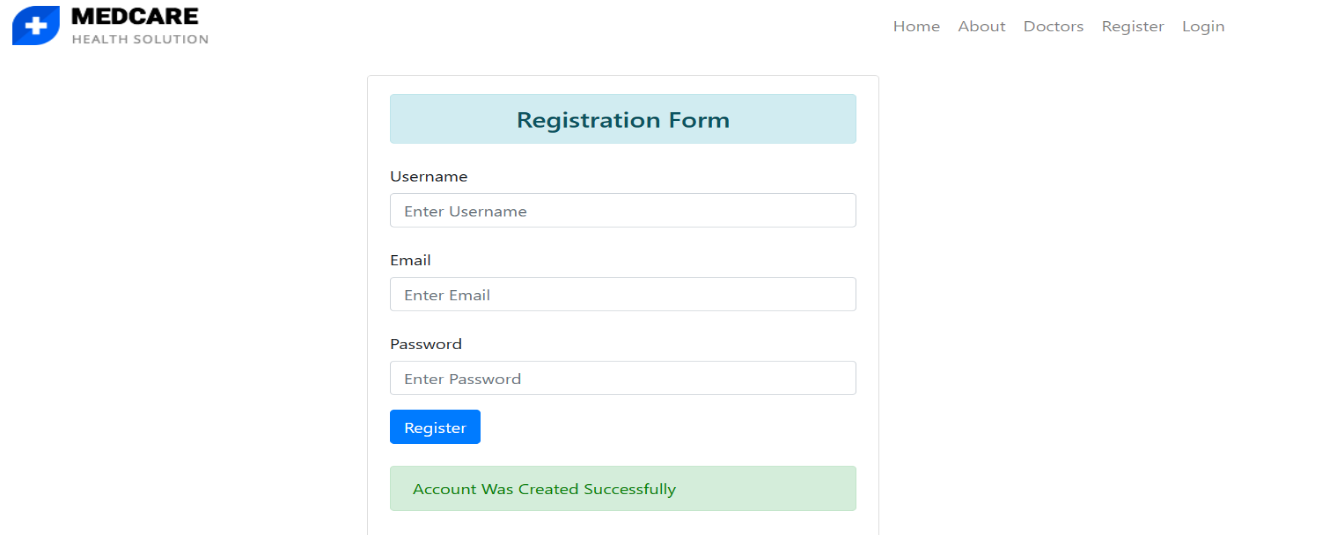 MEDCARE
HEALTH SOLUTION
Home About Doctors Register Login
Registration Form
Username
Enter Username
Email
Enter Email
Password
Enter Password
Register
Account Was Created Successfully